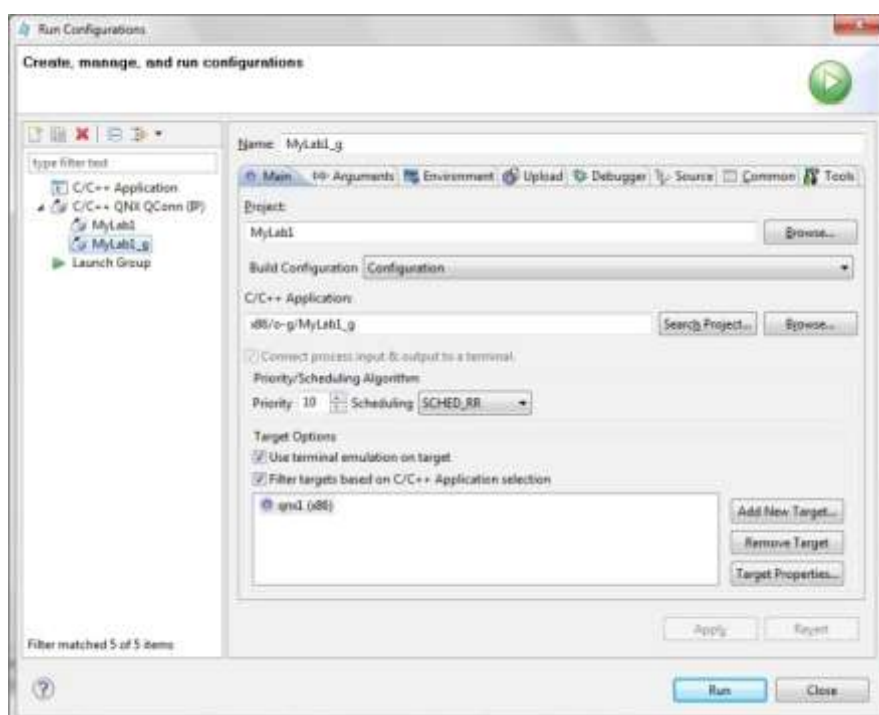 Run Configurations
Create, manage, and run configurations
type filter text
C/C++ Application
C/C++ QNX QConn (IP)
MyLab1
MyLab1_g
Launch Group
Filter matched 5 of 5 items
Name: MyLab1_g
Main Arguments Environment Upload Debugger Source Common Tools
Project:
MyLab1 Browse...
Build Configuration Configuration
C/C++ Application:
x86/o-g/MyLab1_g Search Project... Browse...
Connect process input & output to a terminal.
Priority/Scheduling Algorithm
Priority 10 Scheduling SCHED_RR
Target Options
Use terminal emulation on target
Filter targets based on C/C++ Application selection
qnx1 (x86)
Add New Target...
Remove Target
Target Properties...
Apply Revert
? Run Close